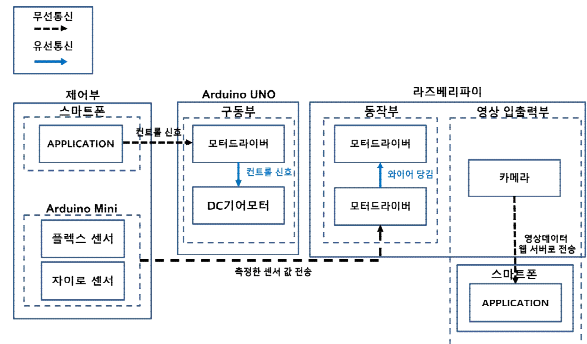 무선통신
유선통신
제어부
스마트폰
APPLICATION
컨트롤 신호
Arduino Mini
플렉스 센서
자이로 센서
Arduino UNO
구동부
모터드라이버
컨트롤 신호
DC기어모터
측정한 센서 값 전송
라즈베리파이
동작부
모터드라이버
와이어 당김
모터드라이버
영상 입출력부
카메라
영상데이터
웹 서버로 전송
스마트폰
APPLICATION